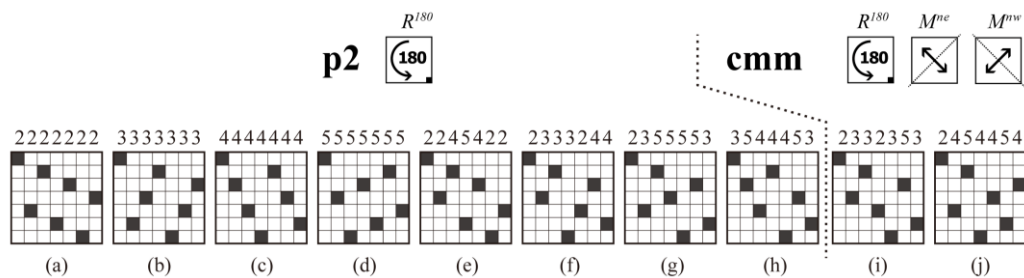 R¹⁸⁰ R¹⁸⁰ Mⁿᵉ Mⁿʷ
p2 180 cmm 180
2222222 3333333 4444444 5555555 2245422 2333244 2355553 3544453 2332353 2454454
(a) (b) (c) (d) (e) (f) (g) (h) (i) (j)